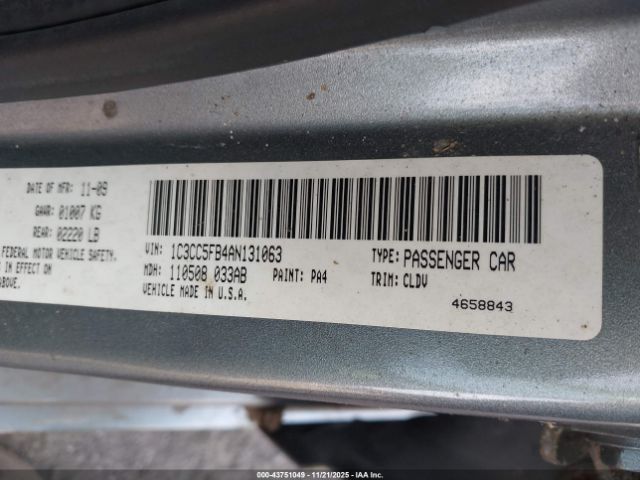 DATE OF MFR: 11-09
GAWR: 01007 KG
REAR: 02220 LB
FEDERAL MOTOR VEHICLE SAFETY.
IN EFFECT ON
ABOVE.
VIN: 1C3CC5FB4AN131063
TYPE: PASSENGER CAR
MDH: 110508 033AB PAINT: PA4
TRIM: CLDV
VEHICLE MADE IN U.S.A.
4658843
000-43751049 - 11/21/2025 - IAAI.com